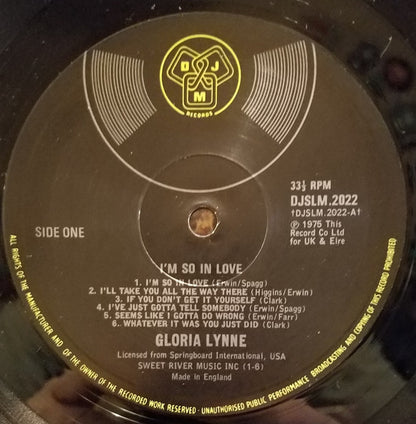 DJM
RECORDS
33⅓ RPM
DJSLM.2022
†DJSLM.2022-A†
SIDE ONE
Ⓟ 1975 This
Record Co Ltd
for UK & Eire
I'M SO IN LOVE
1. I'M SO IN LOVE (Erwin/Spagg)
2. I'LL TAKE YOU ALL THE WAY THERE (Higgins/Erwin)
3. IF YOU DON'T GET IT YOURSELF (Clark)
4. I'VE JUST GOTTA TELL SOMEBODY (Erwin/Spagg)
5. SEEMS LIKE I GOTTA DO WRONG (Erwin/Farr)
6. WHATEVER IT WAS YOU JUST DID (Clark)
GLORIA LYNNE
Licensed from Springboard International, USA
SWEET RIVER MUSIC INC (1-6)
Made in England
ALL RIGHTS OF THE MANUFACTURER AND OF THE OWNER OF THE RECORDED WORK RESERVED · UNAUTHORISED PUBLIC PERFORMANCE BROADCASTING AND COPYING OF THIS RECORD PROHIBITED